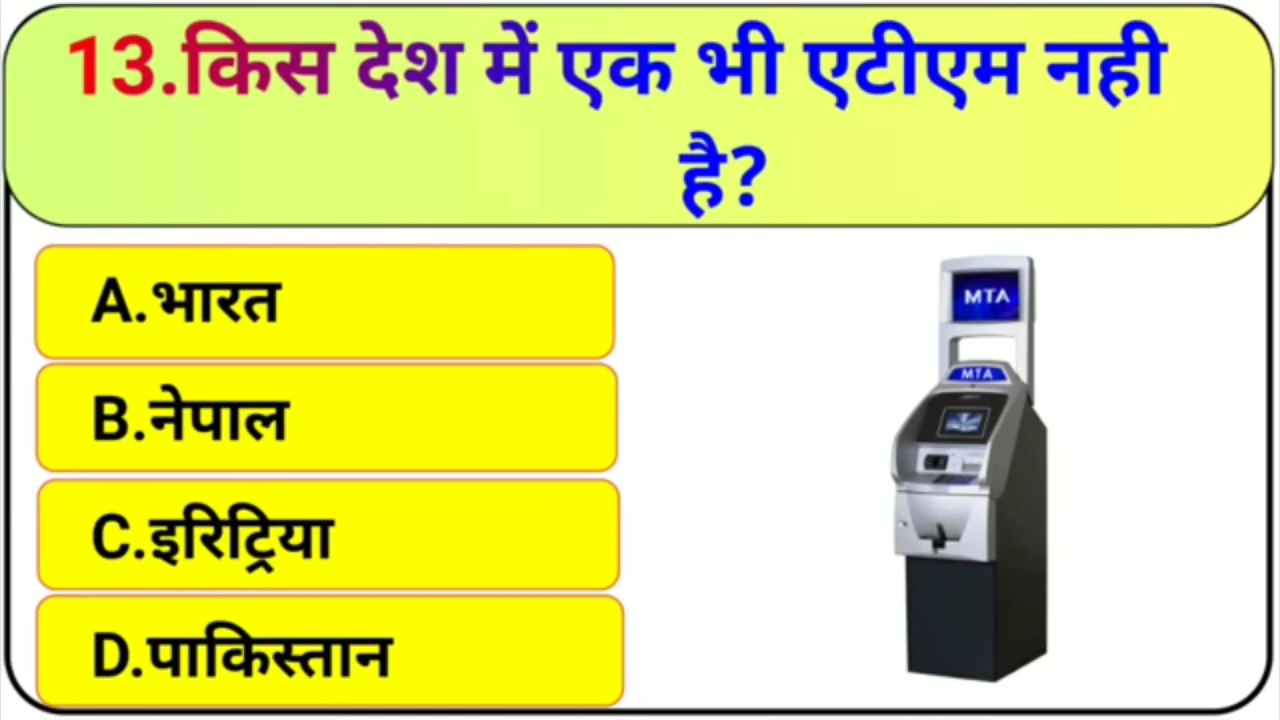 13.किस देश में एक भी एटीएम नही
है?
A.भारत
B.नेपाल
C.इरिट्रिया
D.पाकिस्तान
MTA
MTA